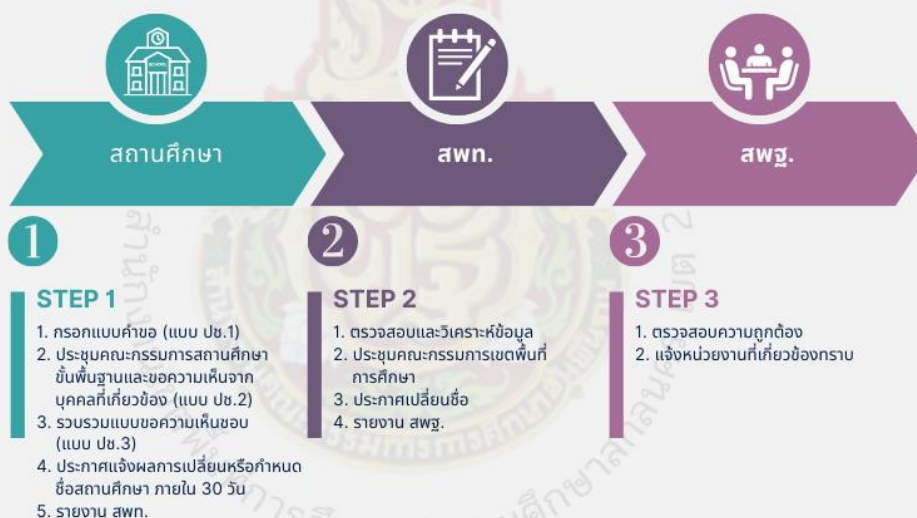 สถานศึกษา
สพท.
สพฐ.
1
STEP 1
1. กรอกแบบคำขอ (แบบ ปช.1)
2. ประชุมคณะกรรมการสถานศึกษา
ขั้นพื้นฐานและขอความเห็นจาก
บุคคลที่เกี่ยวข้อง (แบบ ปช.2)
3. รวบรวมแบบขอความเห็นชอบ
(แบบ ปช.3)
4. ประกาศแจ้งผลการเปลี่ยนหรือกำหนด
ชื่อสถานศึกษา ภายใน 30 วัน
5. รายงาน สพท.
2
STEP 2
1. ตรวจสอบและวิเคราะห์ข้อมูล
2. ประชุมคณะกรรมการเขตพื้นที่
การศึกษา
3. ประกาศเปลี่ยนชื่อ
4. รายงาน สพฐ.
3
STEP 3
1. ตรวจสอบความถูกต้อง
2. แจ้งหน่วยงานที่เกี่ยวข้องทราบ